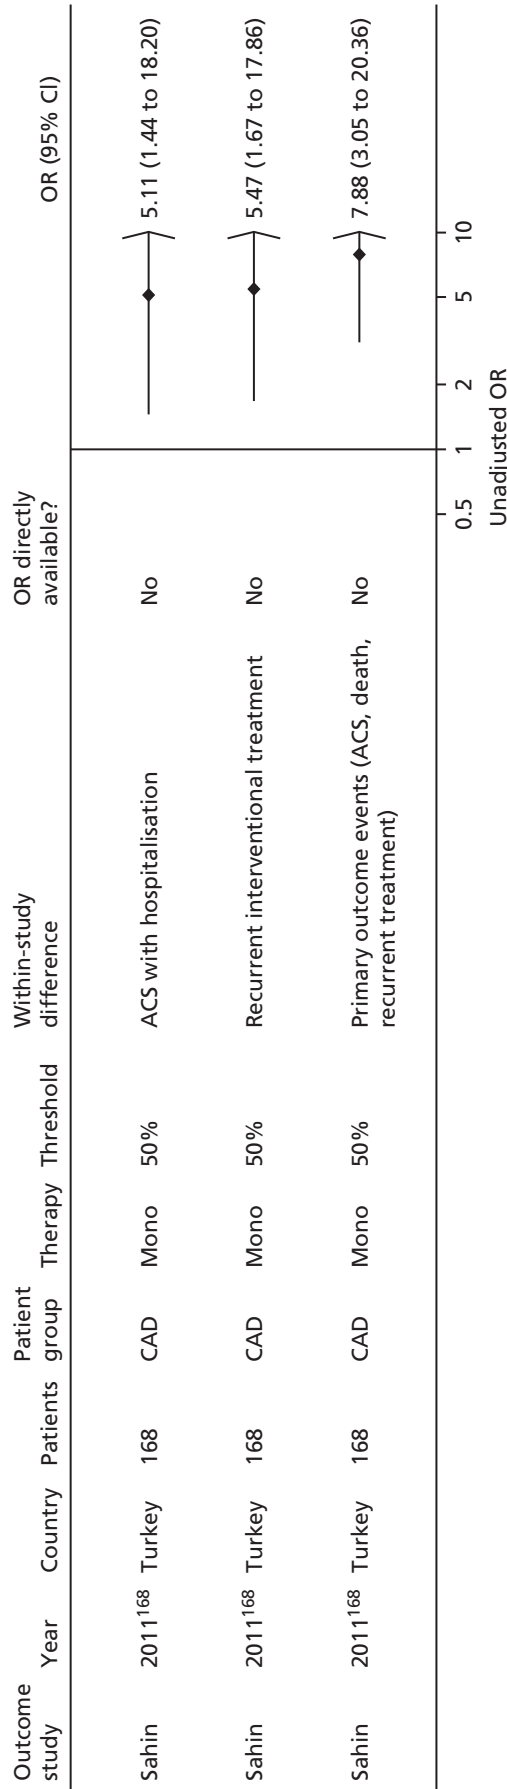 Outcome study Year Country Patients Patient group Therapy Threshold Within-study difference OR directly available? OR (95% CI)
Sahin 2011¹⁶⁸ Turkey 168 CAD Mono 50% ACS with hospitalisation No 5.11 (1.44 to 18.20)
Sahin 2011¹⁶⁸ Turkey 168 CAD Mono 50% Recurrent interventional treatment No 5.47 (1.67 to 17.86)
Sahin 2011¹⁶⁸ Turkey 168 CAD Mono 50% Primary outcome events (ACS, death, No 7.88 (3.05 to 20.36)
recurrent treatment)
0.5 1 2 5 10
Unadiusted OR